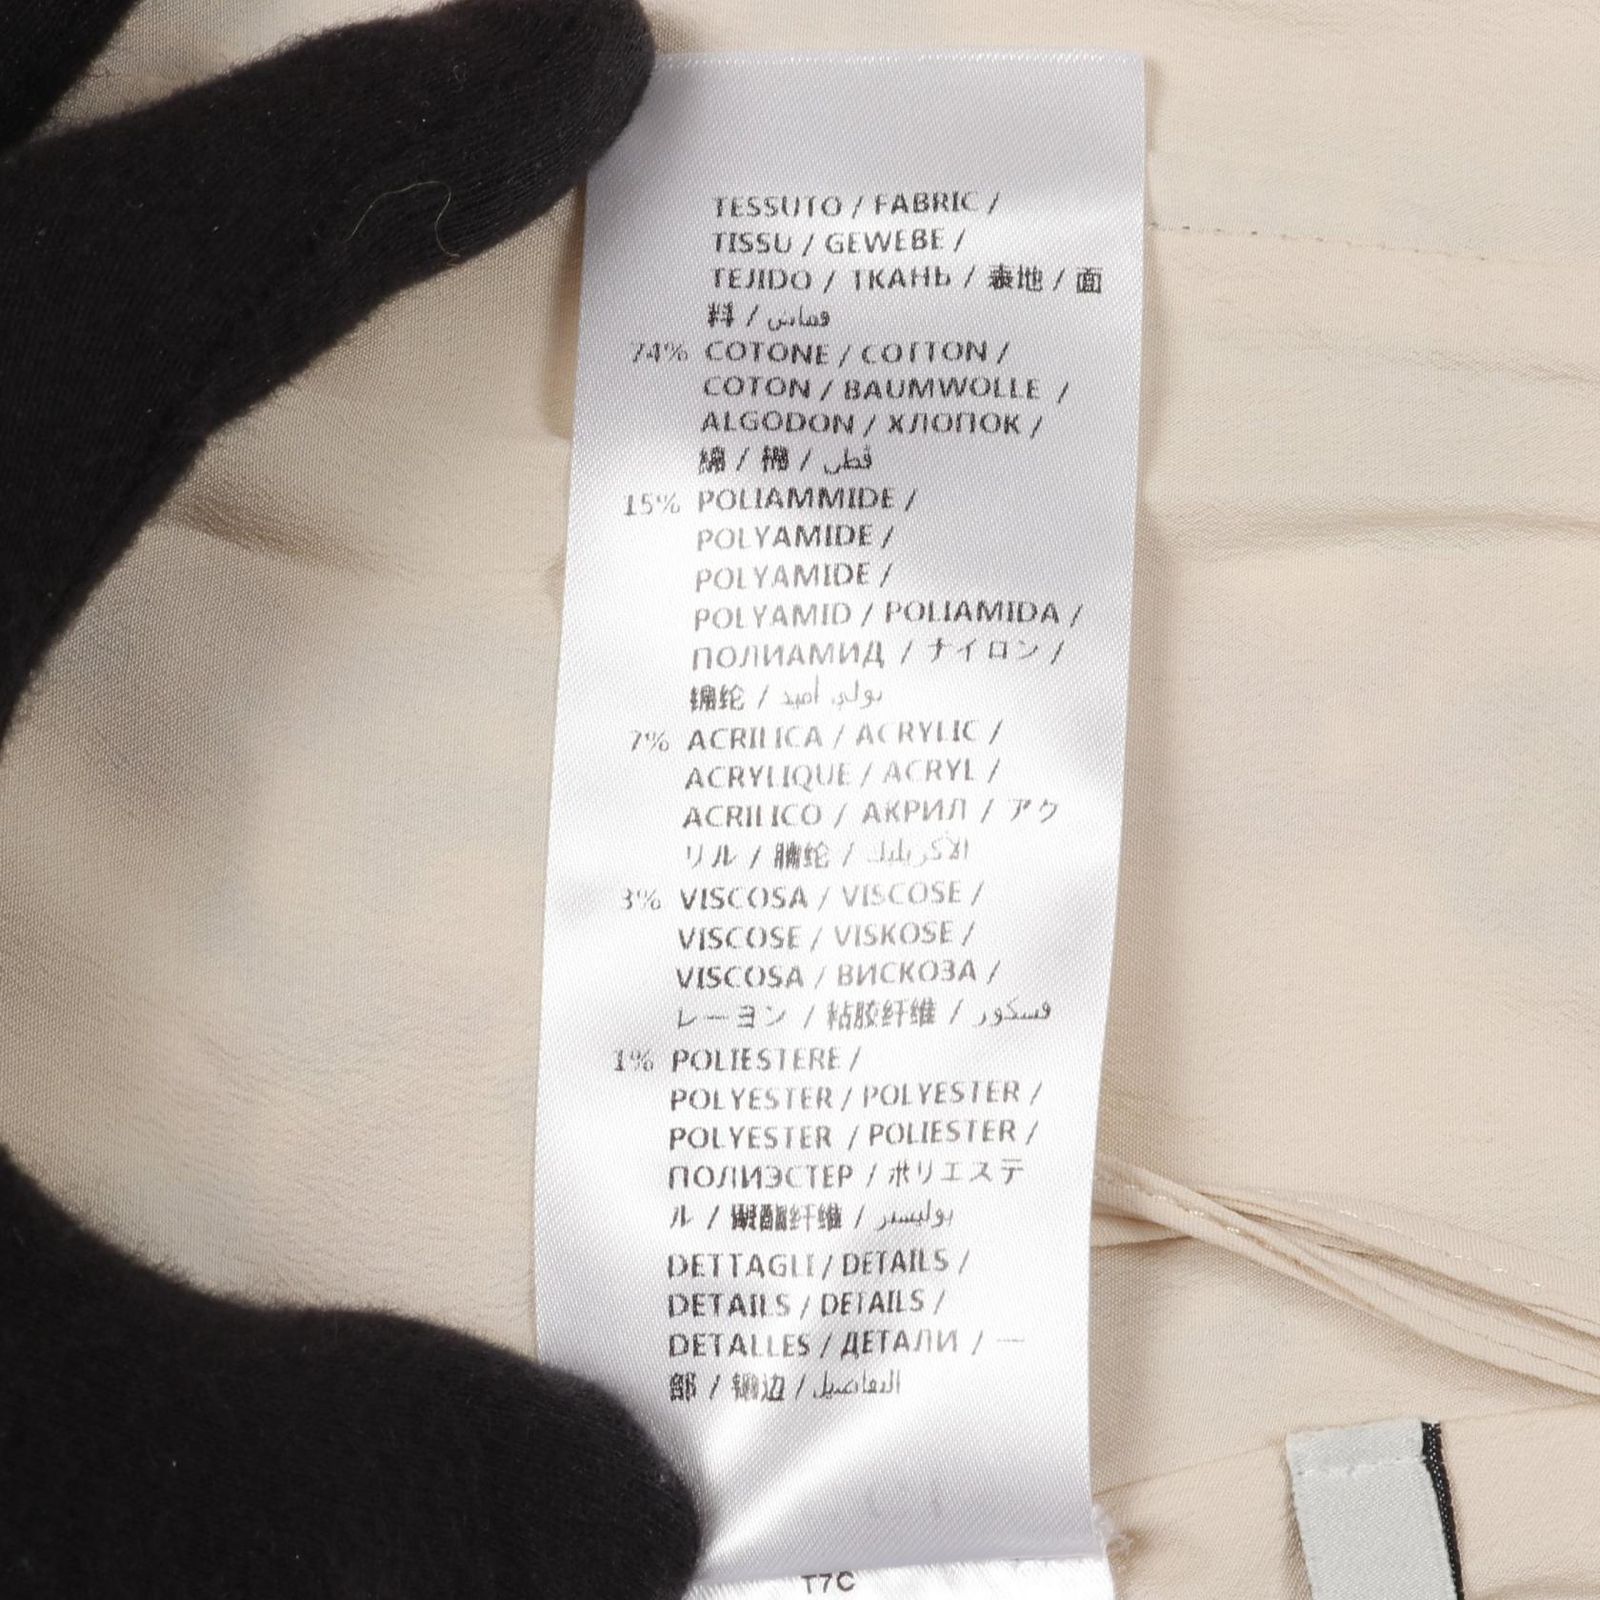 TESSUTO / FABRIC /
TISSU / GEWEBE /
TEJIDO / ТКАНЬ / 表地 / 面
料 / قماش
74% COTONE / COTTON /
COTON / BAUMWOLLE /
ALGODON / ХЛОПОК /
綿 / 棉 / قطن
15% POLIAMMIDE /
POLYAMIDE /
POLYAMIDE /
POLYAMID / POLIAMIDA /
ПОЛИАМИД / ナイロン /
锦纶 / بولي أميد
7% ACRILICA / ACRYLIC /
ACRYLIQUE / ACRYL /
ACRILICO / АКРИЛ / アク
リル / 腈纶 / الأكريليك
3% VISCOSA / VISCOSE /
VISCOSE / VISKOSE /
VISCOSA / ВИСКОЗА /
レーヨン / 粘胶纤维 / فسكوز
1% POLIESTERE /
POLYESTER / POLYESTER /
POLYESTER / POLIESTER /
ПОЛИЭСТЕР / ポリエステ
ル / 聚酯纤维 / بوليستر
DETTAGLI / DETAILS /
DETAILS / DETAILS /
DETALLES / ДЕТАЛИ / 一
部 / 镶边 / التفاصيل
T7C